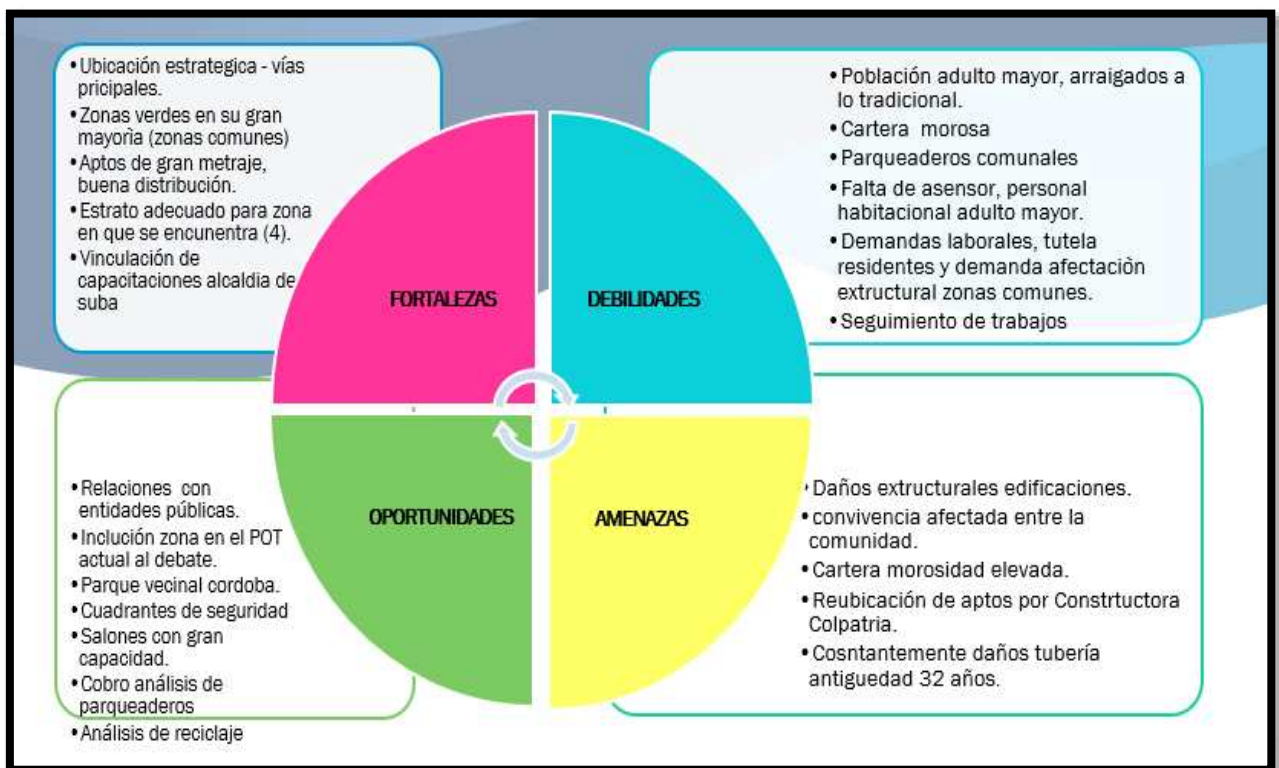 •Ubicación estrategica - vías
pricipales.
•Zonas verdes en su gran
mayorìa (zonas comunes)
•Aptos de gran metraje,
buena distribución.
•Estrato adecuado para zona
en que se encunentra (4).
•Vinculación de
capacitaciones alcaldia de
suba
FORTALEZAS
•Población adulto mayor, arraigados a
lo tradicional.
•Cartera morosa
•Parqueaderos comunales
•Falta de asensor, personal
habitacional adulto mayor.
•Demandas laborales, tutela
residentes y demanda afectaciòn
extructural zonas comunes.
•Seguimiento de trabajos
DEBILIDADES
•Relaciones con
entidades públicas.
•Inclución zona en el POT
actual al debate.
•Parque vecinal cordoba.
•Cuadrantes de seguridad
•Salones con gran
capacidad.
•Cobro análisis de
parqueaderos
•Análisis de reciclaje
OPORTUNIDADES
AMENAZAS
•Daños extructurales edificaciones.
•convivencia afectada entre la
comunidad.
•Cartera morosidad elevada.
•Reubicación de aptos por Constrtuctora
Colpatria.
•Cosntantemente daños tubería
antiguedad 32 años.